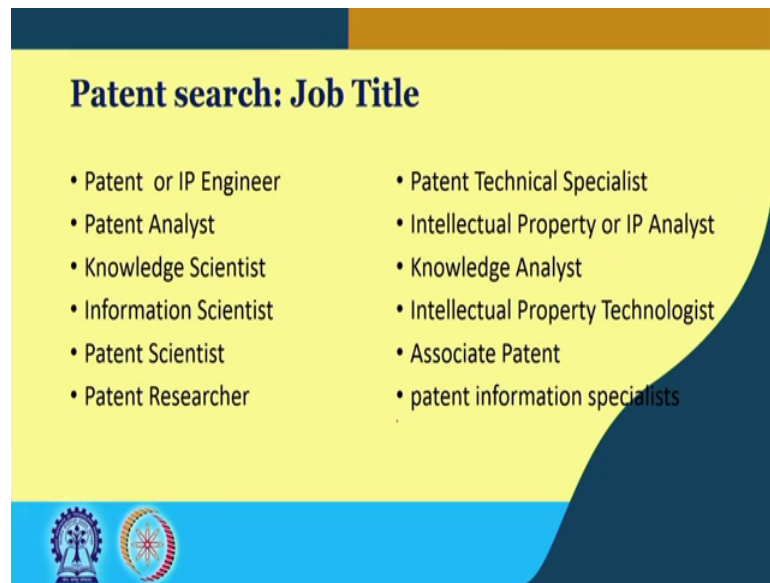 Patent search: Job Title
• Patent or IP Engineer
• Patent Analyst
• Knowledge Scientist
• Information Scientist
• Patent Scientist
• Patent Researcher
• Patent Technical Specialist
• Intellectual Property or IP Analyst
• Knowledge Analyst
• Intellectual Property Technologist
• Associate Patent
• patent information specialists